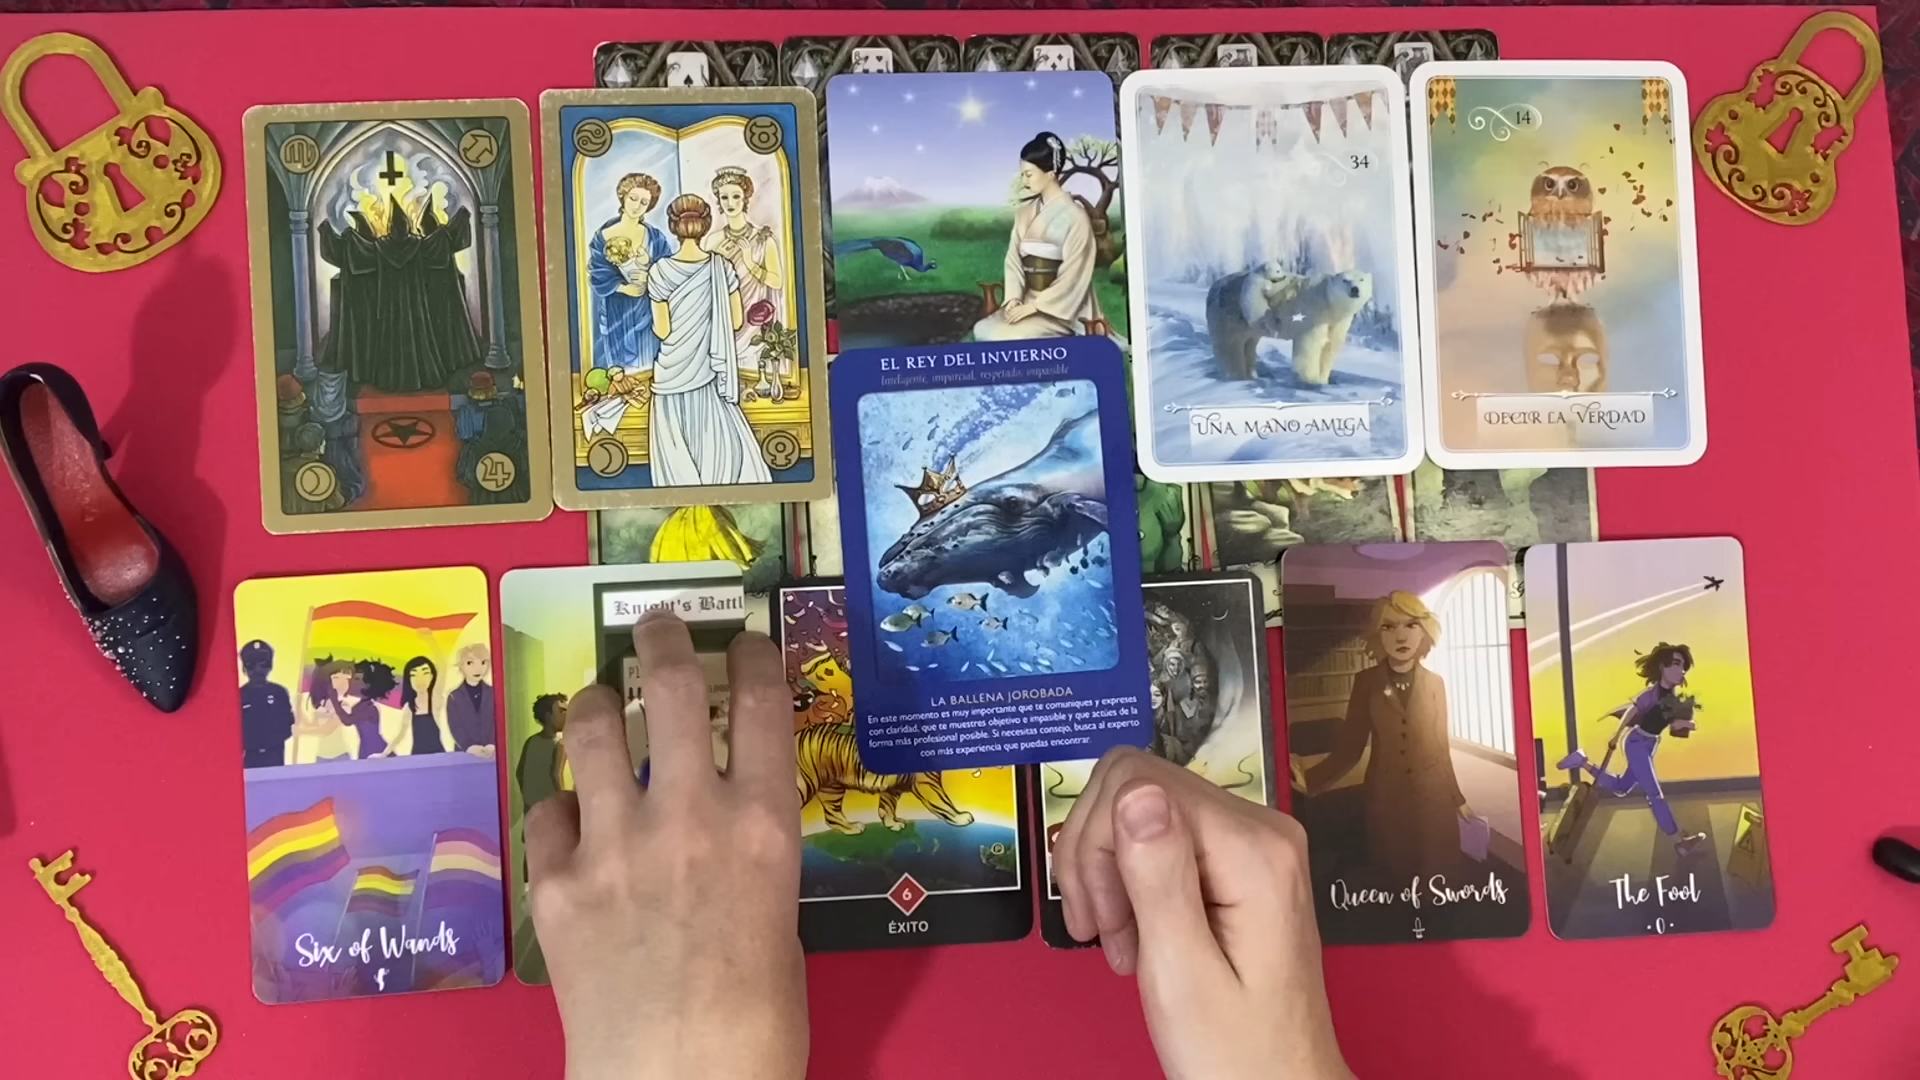 34
14
UNA MANO AMIGA
DECIR LA VERDAD
EL REY DEL INVIERNO
Inteligente, imparcial, respetado, impasible
LA BALLENA JOROBADA
En este momento es muy importante que te comuniques y expreses
con claridad, que te muestres objetivo e impasible y que actúes de la
forma más profesional posible. Si necesitas consejo, busca al experto
con más experiencia que puedas encontrar.
Knight's Battl
Six of Wands
6
ÉXITO
Queen of Swords
The Fool
· 0 ·